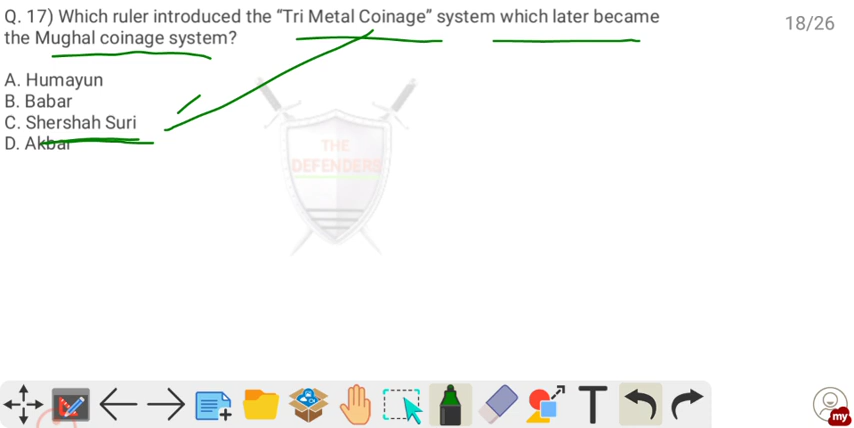 Q. 17) Which ruler introduced the “Tri Metal Coinage” system which later became
the Mughal coinage system?
18/26
A. Humayun
B. Babar
C. Shershah Suri
D. Akbar
THE
DEFENDERS
T
my